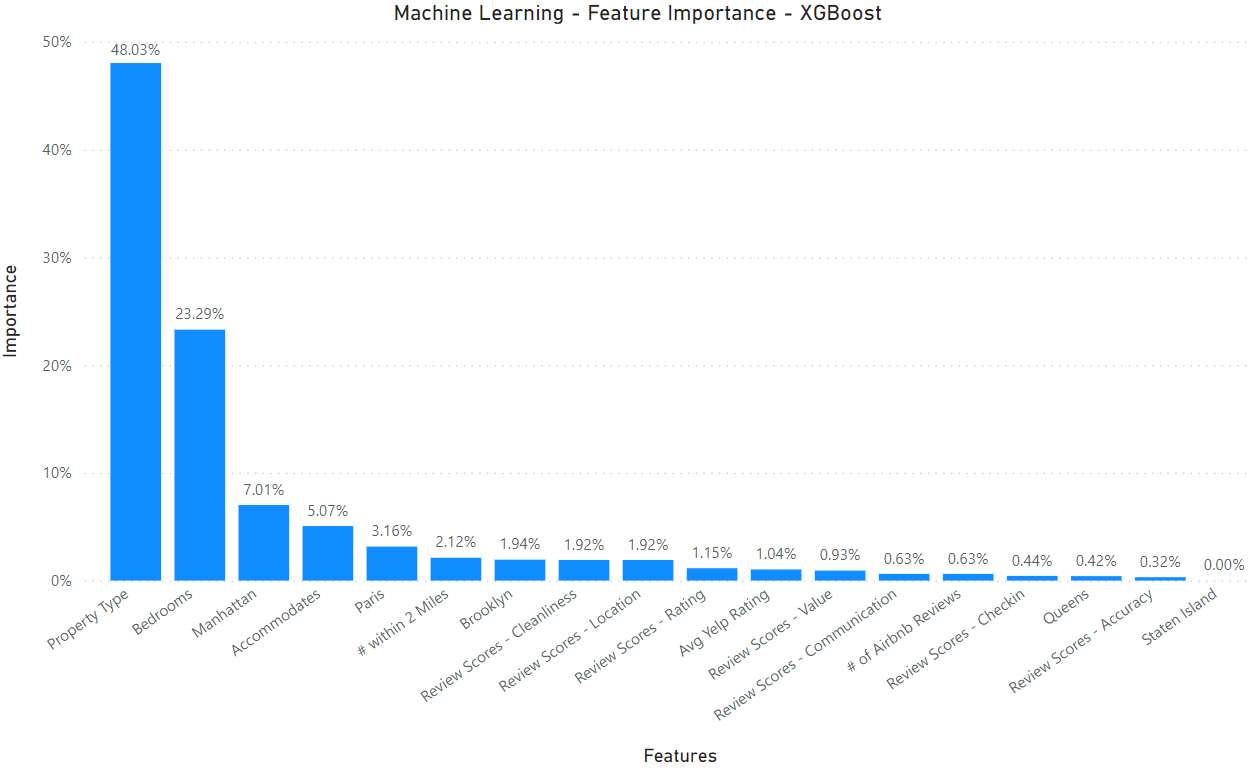 Machine Learning - Feature Importance - XGBoost
Importance
50%
40%
30%
20%
10%
0%
48.03%
23.29%
7.01%
5.07%
3.16%
2.12%
1.94%
1.92%
1.92%
1.15%
1.04%
0.93%
0.63%
0.63%
0.44%
0.42%
0.32%
0.00%
Property Type
Bedrooms
Manhattan
Accommodates
Paris
# within 2 Miles
Brooklyn
Review Scores - Cleanliness
Review Scores - Location
Review Scores - Rating
Avg Yelp Rating
Review Scores - Value
Review Scores - Communication
# of Airbnb Reviews
Review Scores - Checkin
Queens
Review Scores - Accuracy
Staten Island
Features